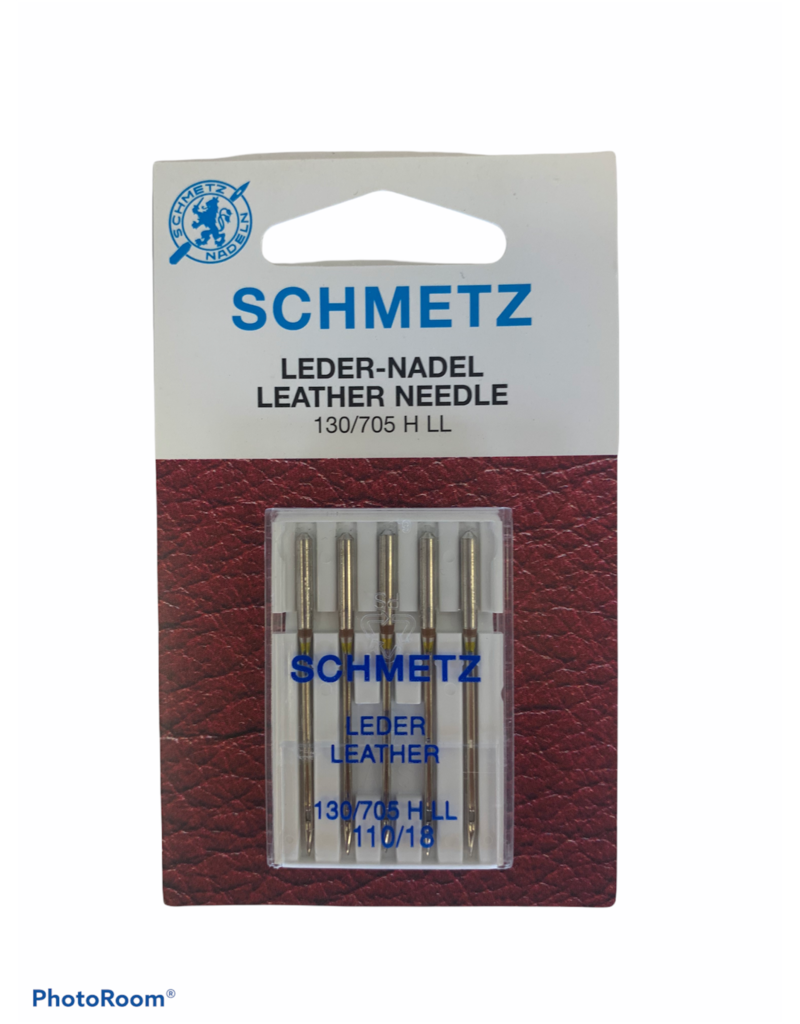 SCHMETZ
NADELN
SCHMETZ
LEDER-NADEL
LEATHER NEEDLE
130/705 H LL
SCHMETZ
LEDER
LEATHER
130/705 H LL
110/18
PhotoRoom®